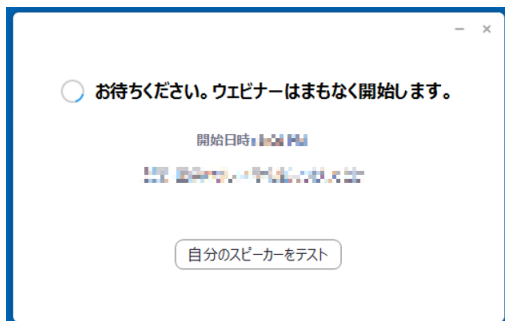 お待ちください。ウェビナーはまもなく開始します。
開始日時:
自分のスピーカーをテスト